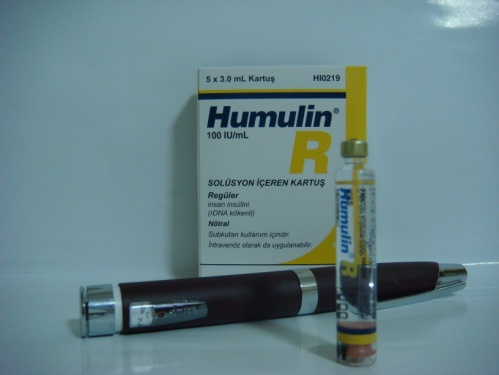 5 x 3.0 mL Kartuş HI0219
Humulin®
100 IU/mL
R
SOLÜSYON İÇEREN KARTUŞ
Regüler
insan insülini
(rDNA kökenli)
Nötral
Subkutan kullanım içindir.
İntravenöz olarak da uygulanabilir.
Humulin
R
100